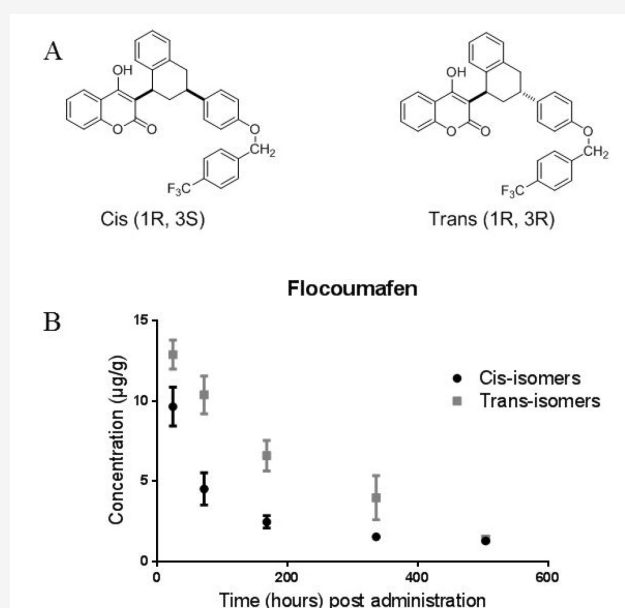 A
OH
O
O
O
CH2
F3C
Cis (1R, 3S)
OH
O
O
O
CH2
F3C
Trans (1R, 3R)
Flocoumafen
B
Concentration (µg/g)
15
10
5
0
Cis-isomers
Trans-isomers
0 200 400 600
Time (hours) post administration